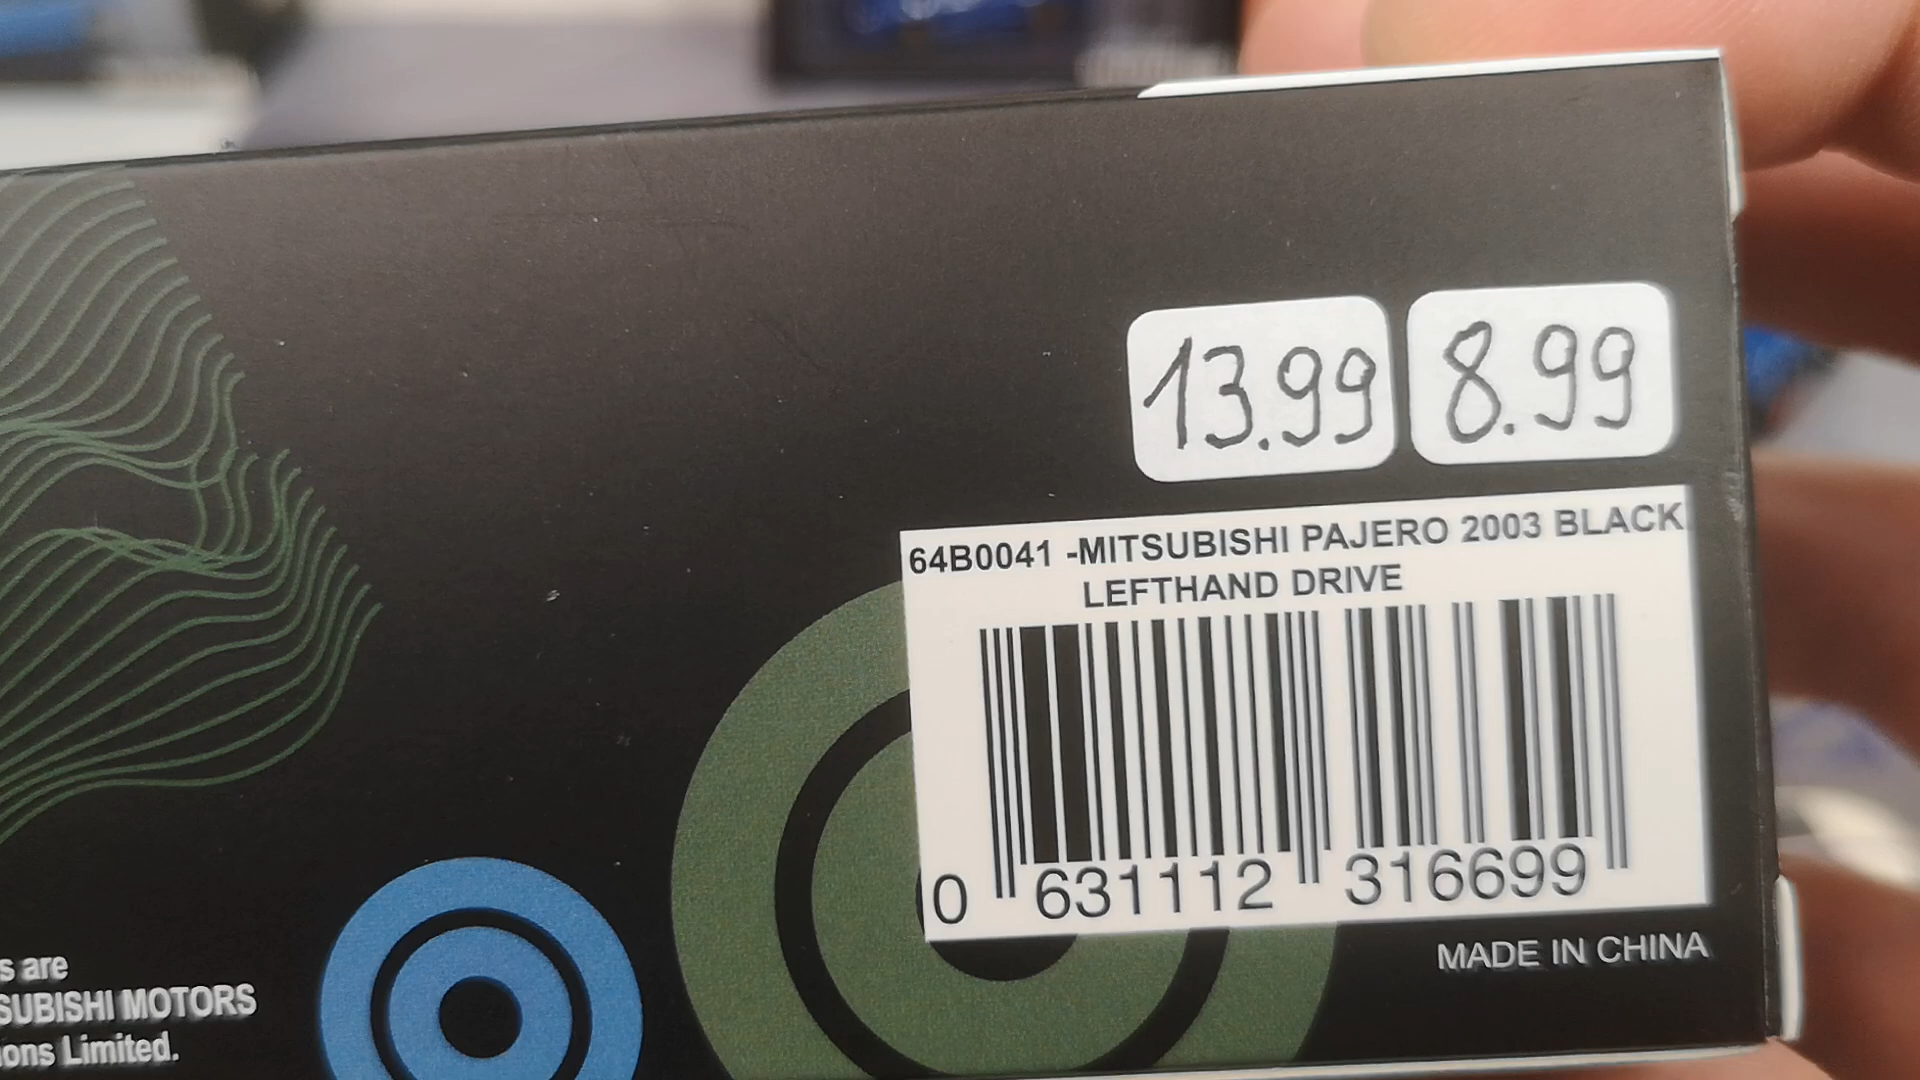 13.99 8.99
64B0041 -MITSUBISHI PAJERO 2003 BLACK
LEFTHAND DRIVE
0 631112 316699
MADE IN CHINA
s are
SUBISHI MOTORS
ions Limited.